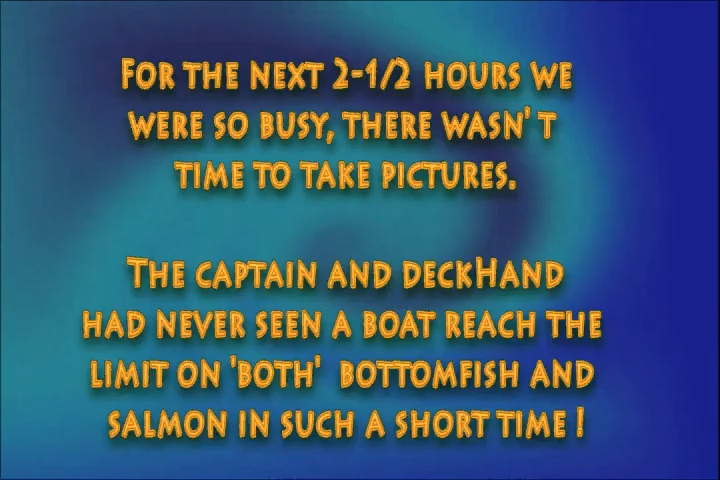 FOR THE NEXT 2-1/2 HOURS WE
WERE SO BUSY, THERE WASN'T
TIME TO TAKE PICTURES.
THE CAPTAIN AND DECKHAND
HAD NEVER SEEN A BOAT REACH THE
LIMIT ON 'BOTH' BOTTOMFISH AND
SALMON IN SUCH A SHORT TIME !